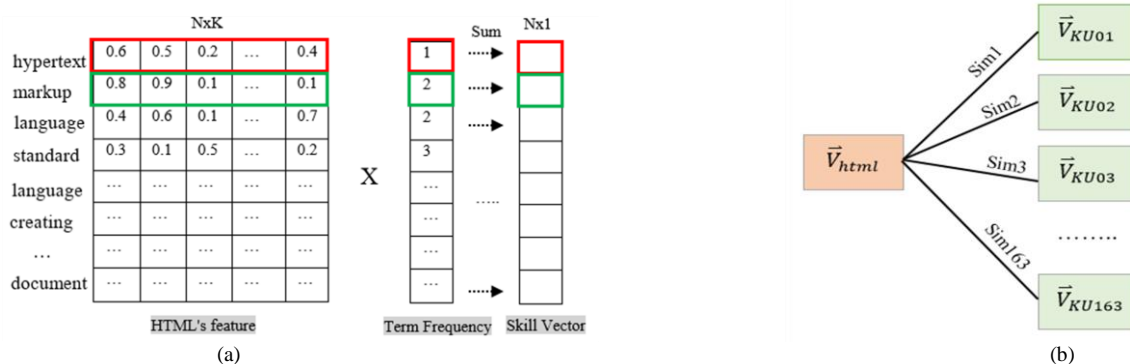 NxK
Sum
Nx1
hypertext 0.6 0.5 0.2 ... 0.4 1
markup 0.8 0.9 0.1 ... 0.1 2
language 0.4 0.6 0.1 ... 0.7 2
standard 0.3 0.1 0.5 ... 0.2 3
X
language ... ... ... ... ... ...
creating ... ... ... ... ... ... .....
... ... ... ... ... ... ...
document ... ... ... ... ... ...
HTML's feature
Term Frequency
Skill Vector
(a)
V⃗html
Sim1
Sim2
Sim3
Sim163
V⃗KU01
V⃗KU02
V⃗KU03
........
V⃗KU163
(b)